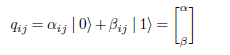 q_{ij} = α_{ij} | 0⟩ + β_{ij} | 1⟩ = [α β]